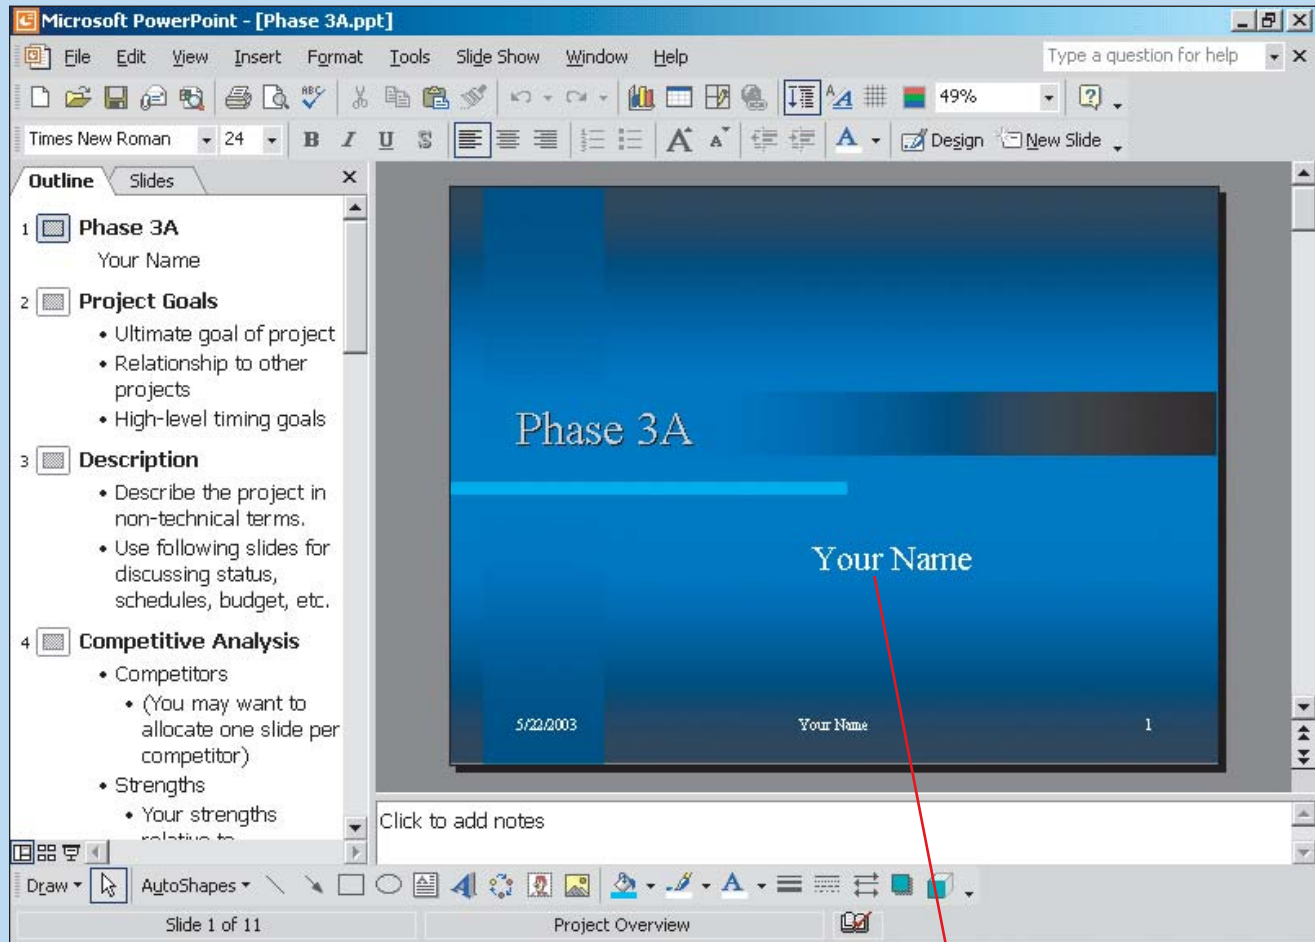 Microsoft PowerPoint - [Phase 3A.ppt]
File Edit View Insert Format Tools Slide Show Window Help
Type a question for help
ABC
49%
Times New Roman 24 B I U S
Design New Slide
Outline Slides
1 Phase 3A
Your Name
2 Project Goals
• Ultimate goal of project
• Relationship to other
projects
• High-level timing goals
3 Description
• Describe the project in
non-technical terms.
• Use following slides for
discussing status,
schedules, budget, etc.
4 Competitive Analysis
• Competitors
• (You may want to
allocate one slide per
competitor)
• Strengths
• Your strengths
relative to
Phase 3A
Your Name
5/22/2003 Your Name 1
Click to add notes
Draw AutoShapes
Slide 1 of 11 Project Overview